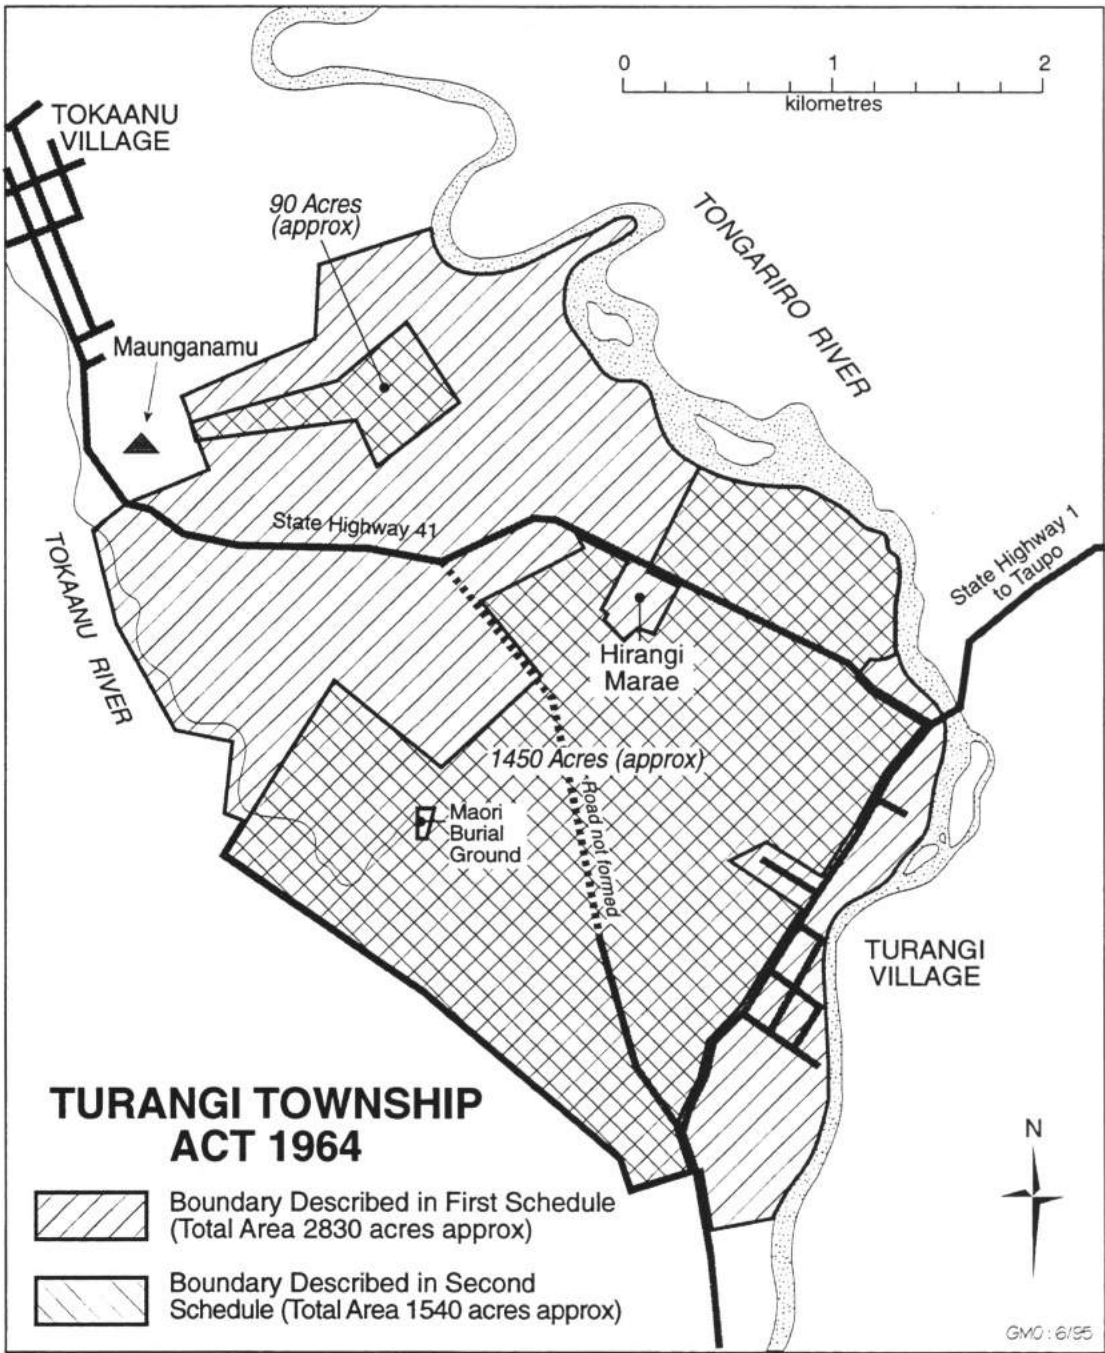 0 1 2
kilometres
TOKAANU
VILLAGE
90 Acres
(approx)
TONGARIRO RIVER
Maunganamu
State Highway 41
State Highway 1
to Taupo
TOKAANU RIVER
Hirangi
Marae
1450 Acres (approx)
Road not formed
Maori
Burial
Ground
TURANGI
VILLAGE
TURANGI TOWNSHIP
ACT 1964
Boundary Described in First Schedule
(Total Area 2830 acres approx)
Boundary Described in Second
Schedule (Total Area 1540 acres approx)
N
GMO : 6/95